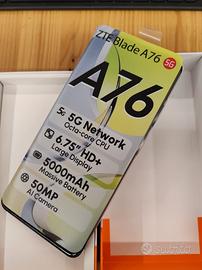 ZTE Blade A76 5G
A76
5G 5G Network
Octa-core CPU
6.75" HD+
Large Display
5000mAh
Massive Battery
50MP
AI Camera